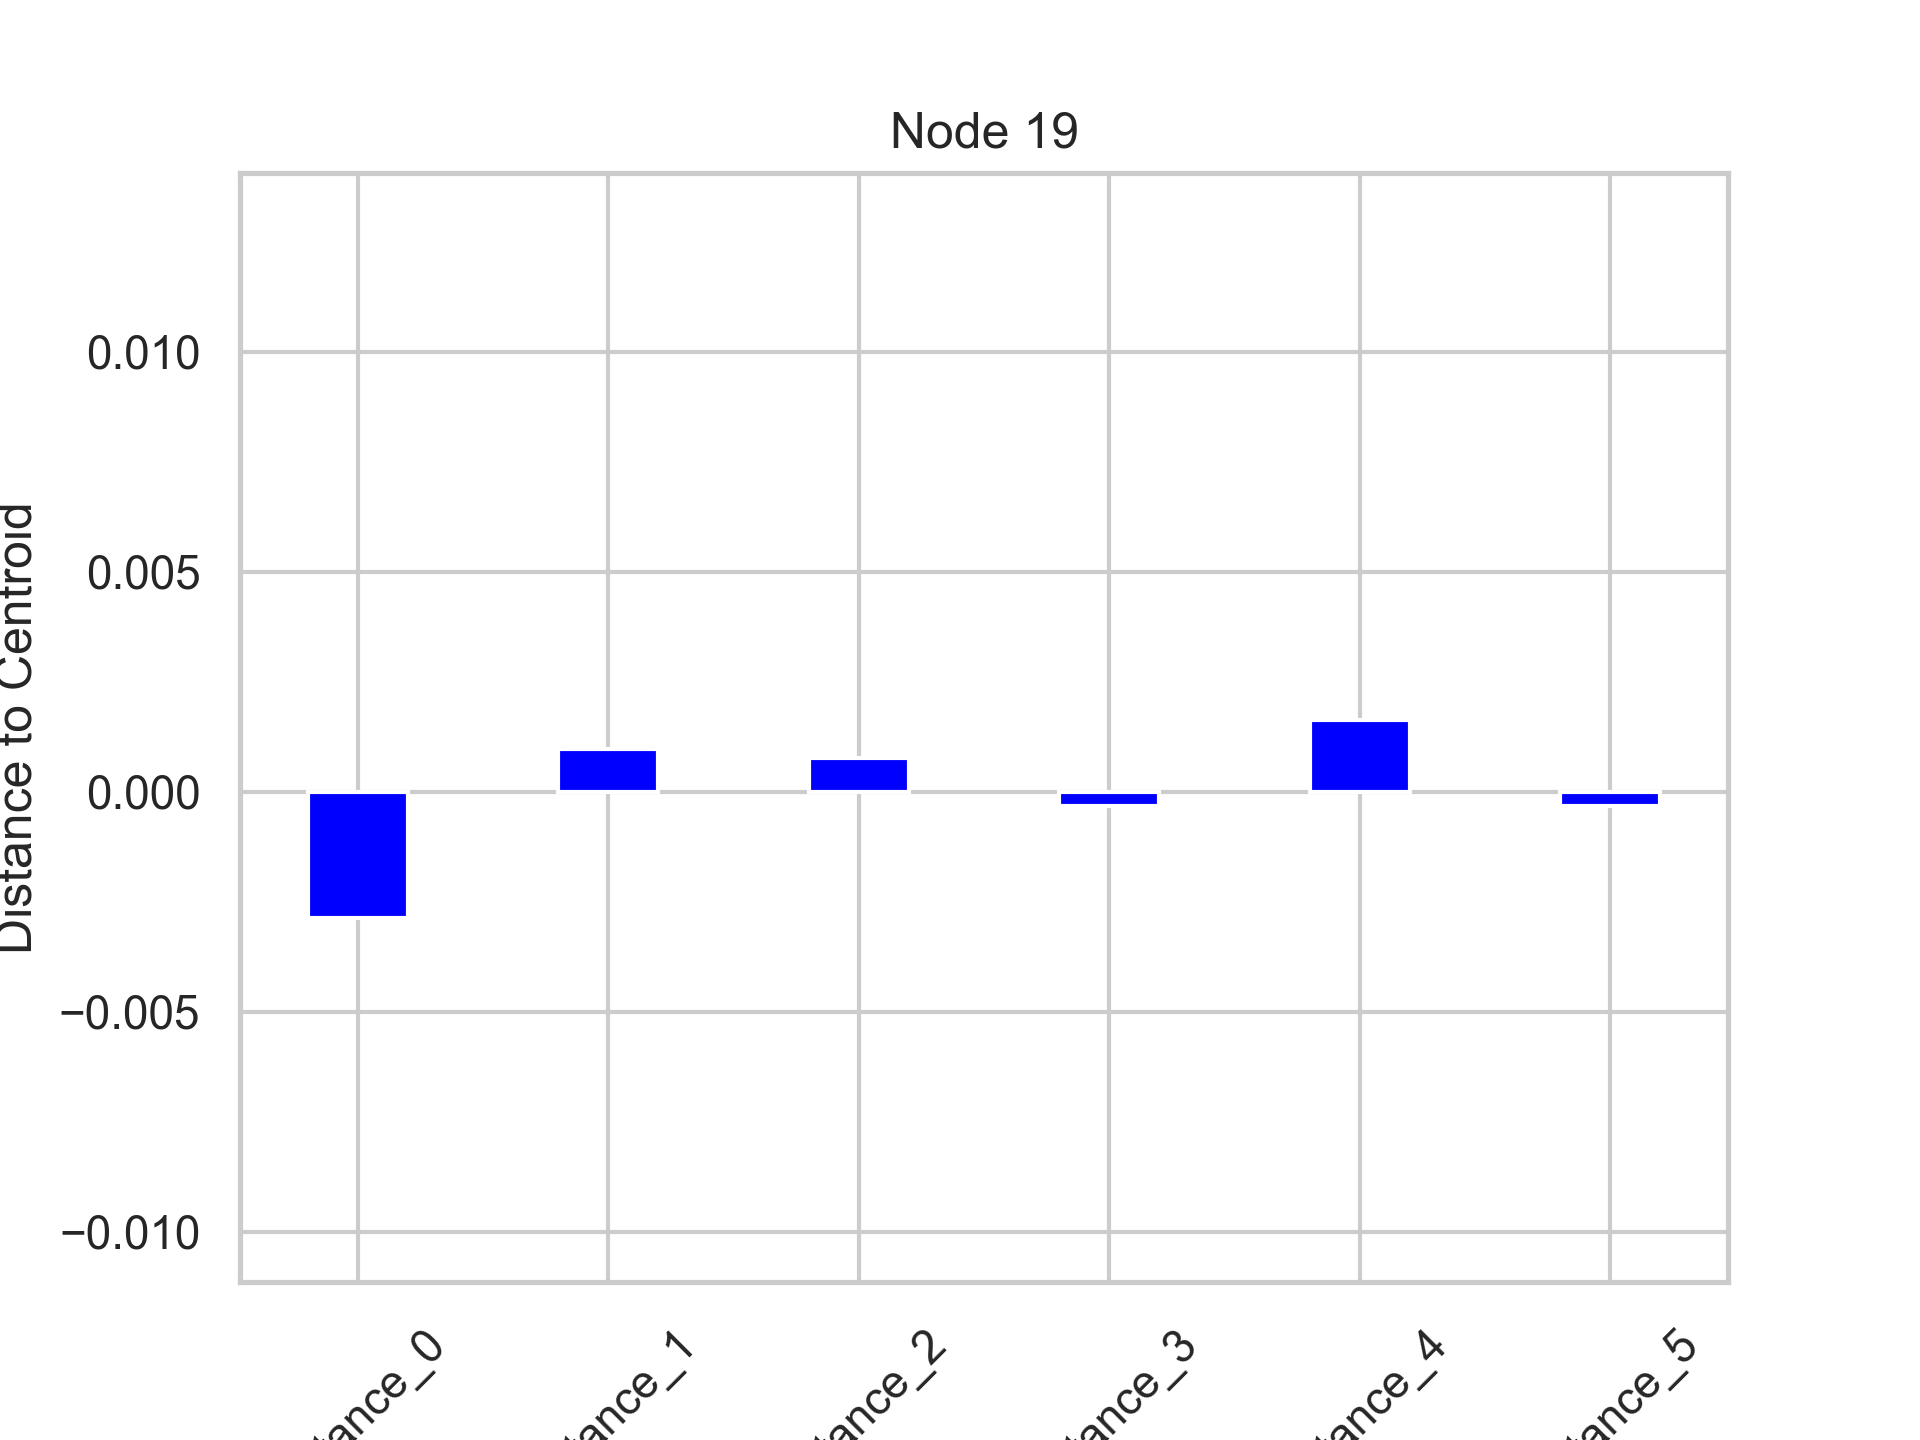 Node 19
Distance to Centroid
0.010
0.005
0.000
−0.005
−0.010
tance_0
tance_1
tance_2
tance_3
tance_4
tance_5